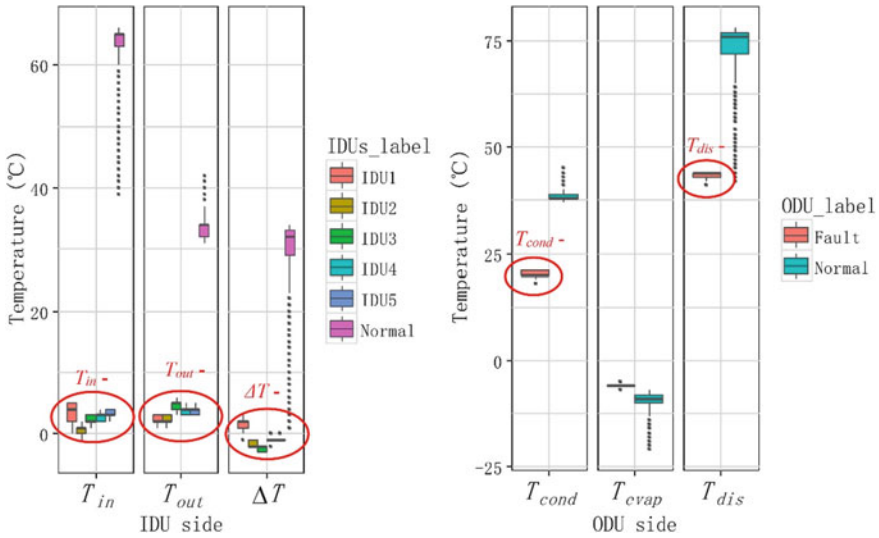 60
40
20
0
Temperature (℃)
T_in -
T_out -
ΔT -
T_in
T_out
ΔT
IDU side
IDUs_label
IDU1
IDU2
IDU3
IDU4
IDU5
Normal
75
50
25
0
-25
Temperature (℃)
T_cond -
T_dis -
T_cond
T_cvap
T_dis
ODU side
ODU_label
Fault
Normal